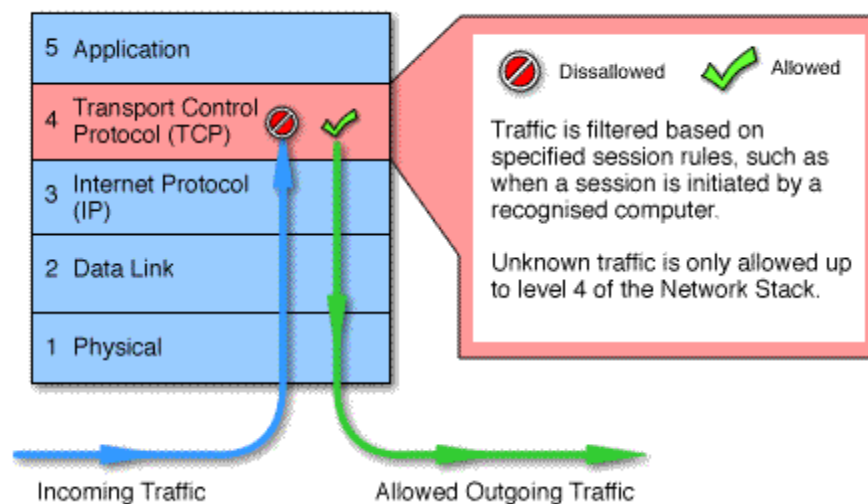 5 Application
4 Transport Control
Protocol (TCP)
3 Internet Protocol
(IP)
2 Data Link
1 Physical
Incoming Traffic
Allowed Outgoing Traffic
Dissallowed
Allowed
Traffic is filtered based on
specified session rules, such as
when a session is initiated by a
recognised computer.
Unknown traffic is only allowed up
to level 4 of the Network Stack.